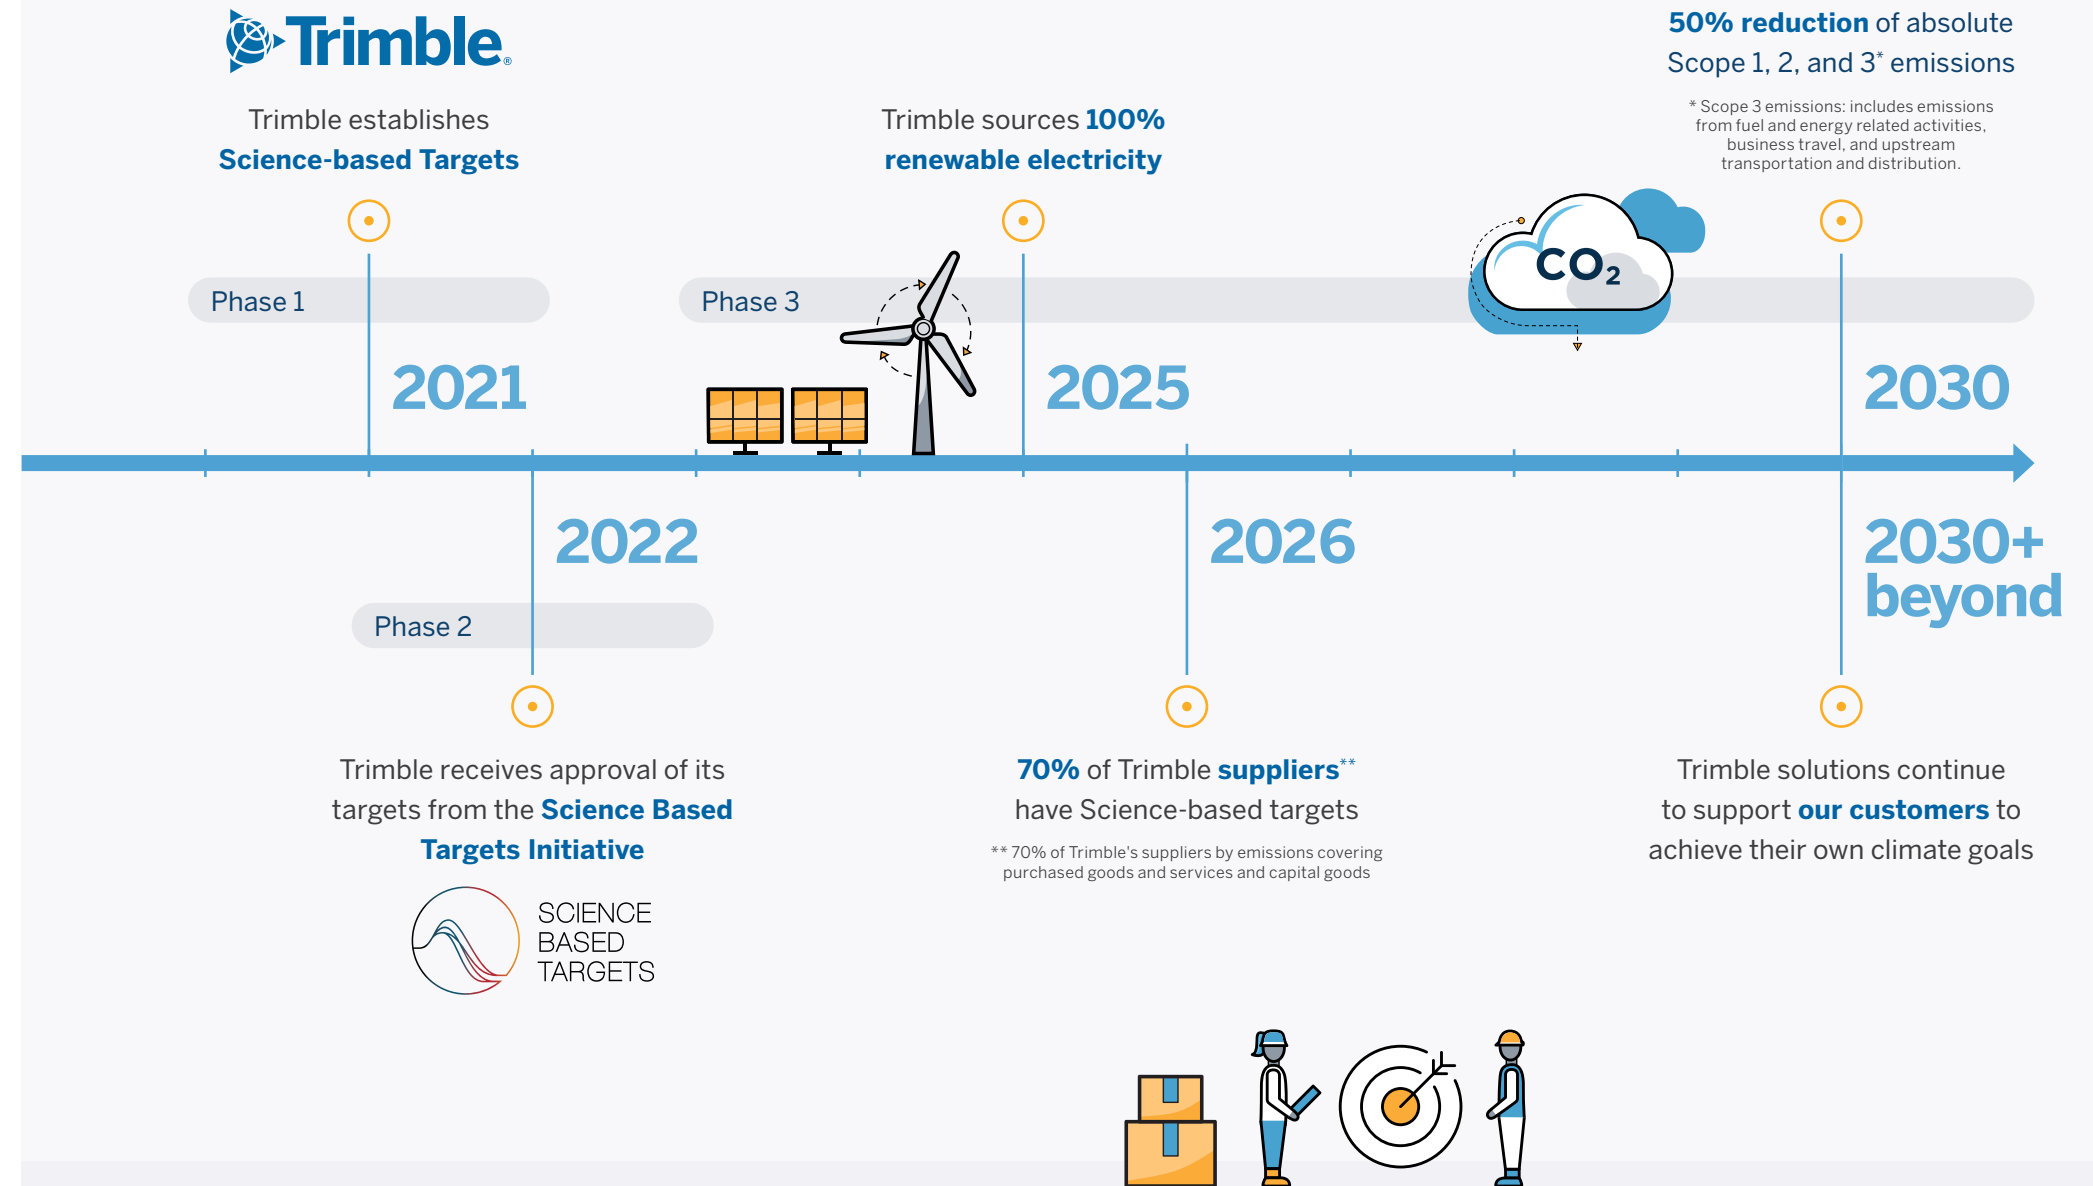 Trimble®
Trimble establishes
Science-based Targets
Trimble sources 100%
renewable electricity
50% reduction of absolute
Scope 1, 2, and 3* emissions
* Scope 3 emissions: includes emissions
from fuel and energy related activities,
business travel, and upstream
transportation and distribution.
Phase 1
Phase 3
CO2
2021
2025
2030
2022
2026
2030+
beyond
Phase 2
Trimble receives approval of its
targets from the Science Based
Targets Initiative
SCIENCE
BASED
TARGETS
70% of Trimble suppliers**
have Science-based targets
** 70% of Trimble's suppliers by emissions covering
purchased goods and services and capital goods
Trimble solutions continue
to support our customers to
achieve their own climate goals